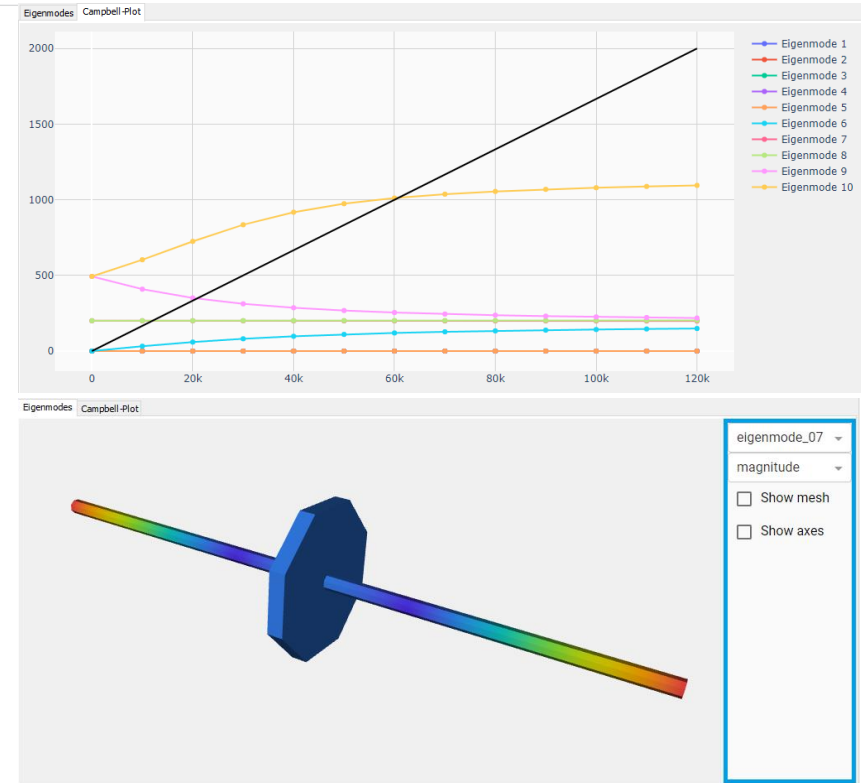 Eigenmodes Campbell-Plot
2000
1500
1000
500
0
0 20k 40k 60k 80k 100k 120k
Eigenmode 1
Eigenmode 2
Eigenmode 3
Eigenmode 4
Eigenmode 5
Eigenmode 6
Eigenmode 7
Eigenmode 8
Eigenmode 9
Eigenmode 10
Eigenmodes Campbell-Plot
eigenmode_07
magnitude
Show mesh
Show axes